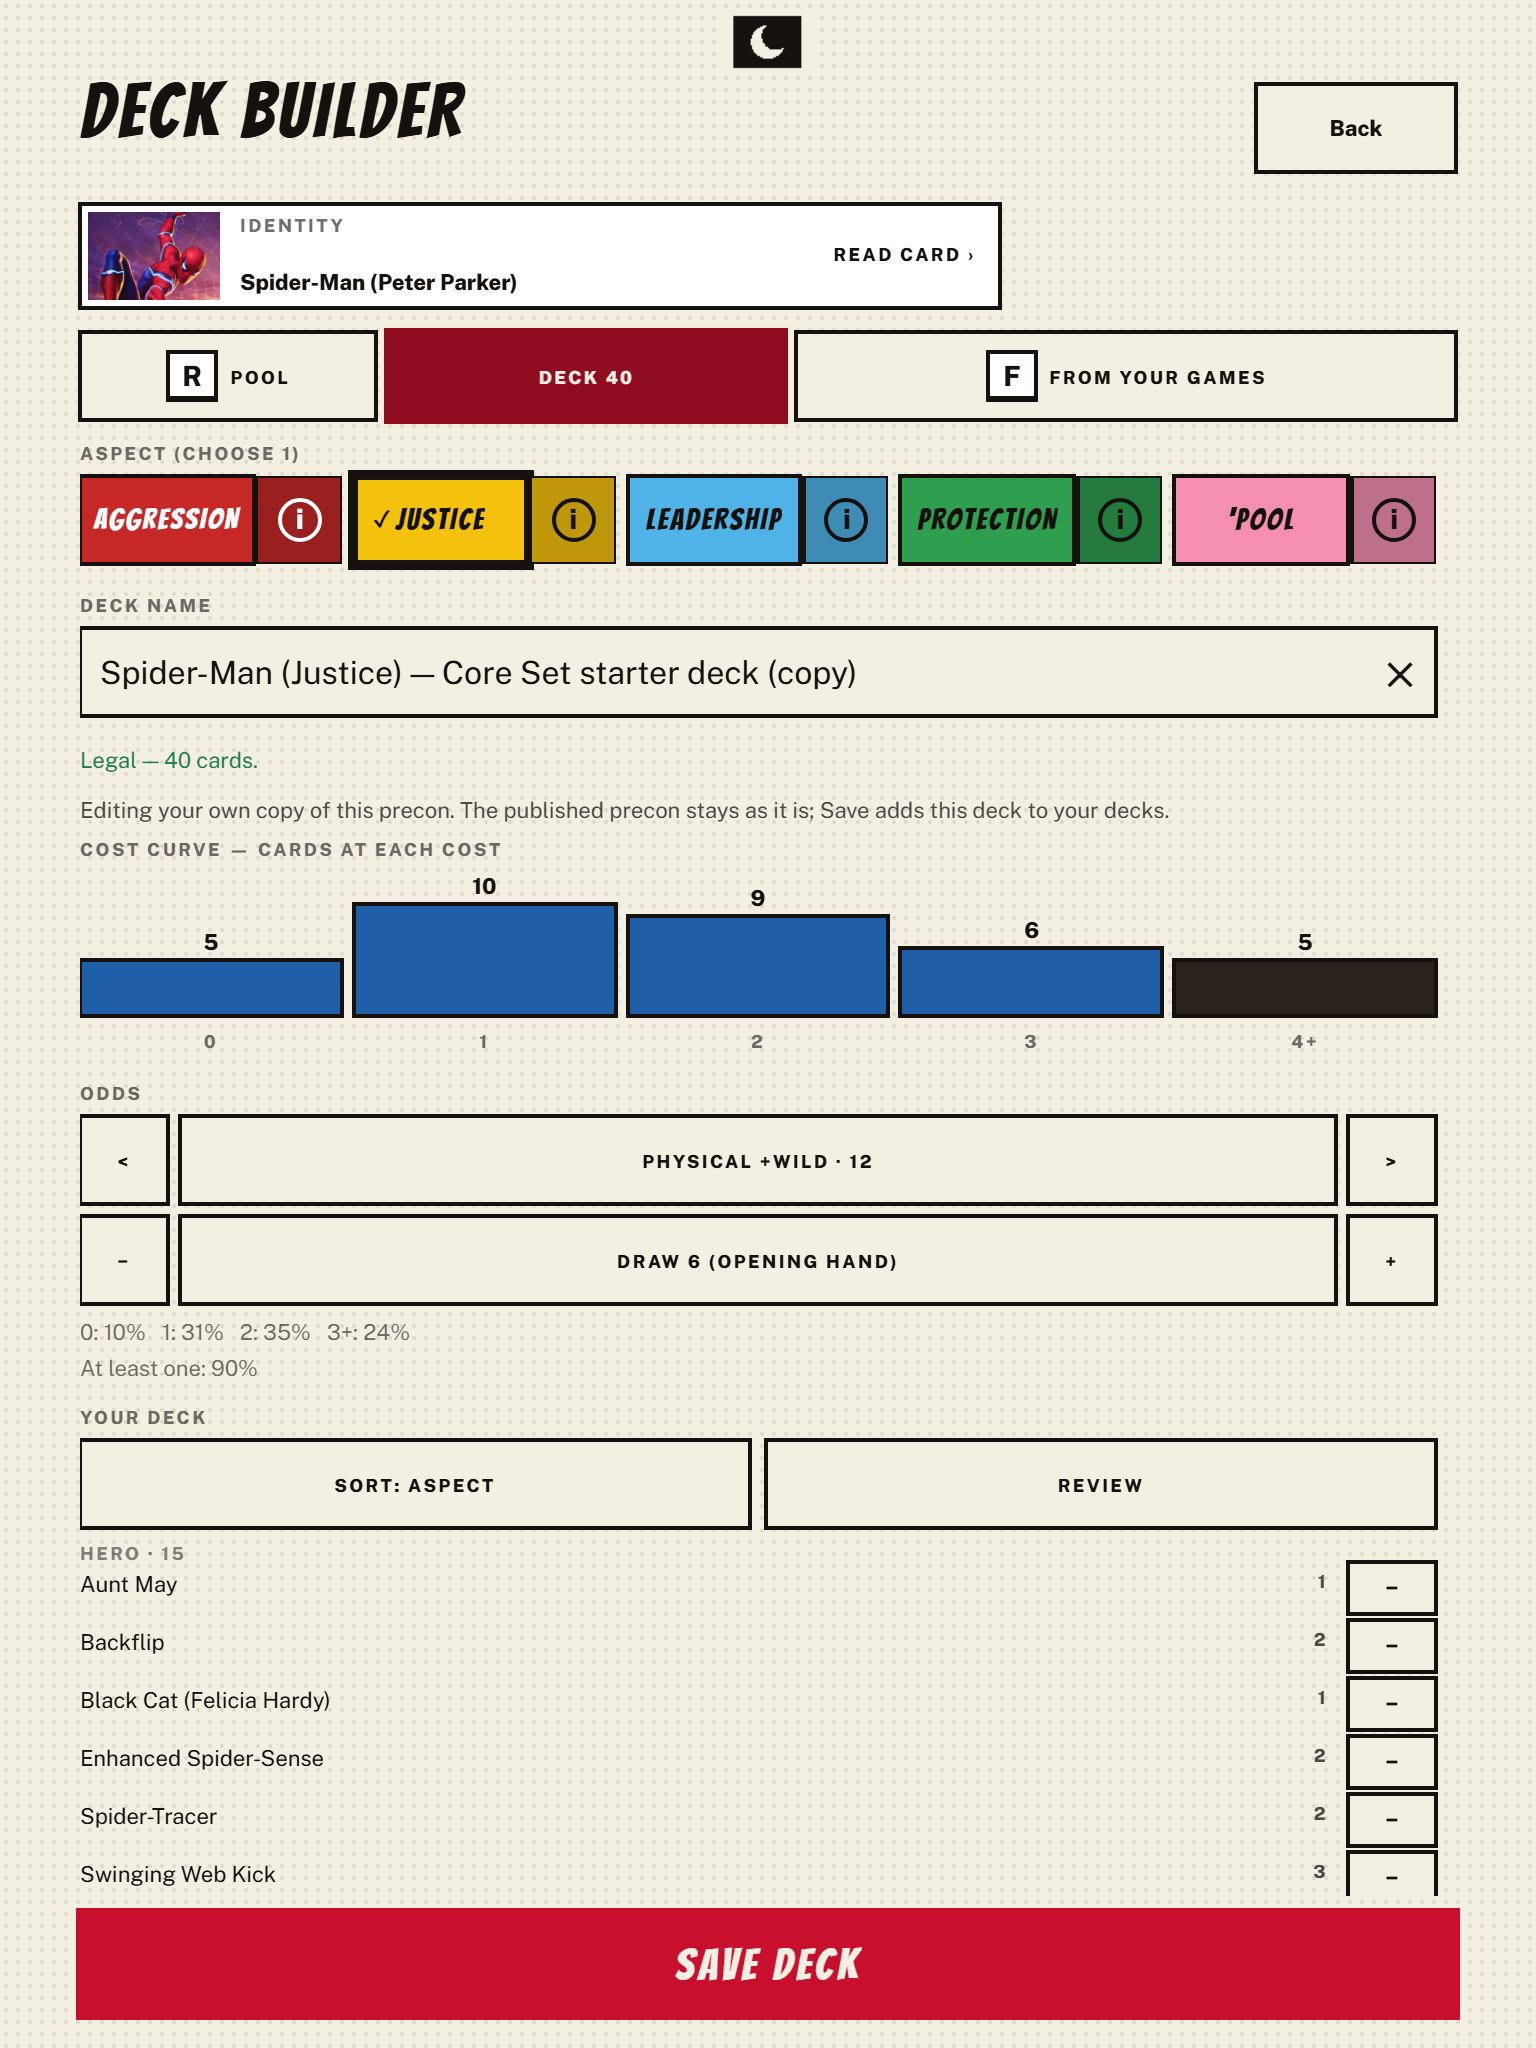 DECK BUILDER
Back
IDENTITY
Spider-Man (Peter Parker)
READ CARD ›
R POOL
DECK 40
F FROM YOUR GAMES
ASPECT (CHOOSE 1)
AGGRESSION i ✓ JUSTICE i LEADERSHIP i PROTECTION i 'POOL i
DECK NAME
Spider-Man (Justice) — Core Set starter deck (copy) ×
Legal — 40 cards.
Editing your own copy of this precon. The published precon stays as it is; Save adds this deck to your decks.
COST CURVE — CARDS AT EACH COST
5 10 9 6 5
0 1 2 3 4+
ODDS
< PHYSICAL +WILD · 12 >
– DRAW 6 (OPENING HAND) +
0: 10% 1: 31% 2: 35% 3+: 24%
At least one: 90%
YOUR DECK
SORT: ASPECT REVIEW
HERO · 15
Aunt May 1 –
Backflip 2 –
Black Cat (Felicia Hardy) 1 –
Enhanced Spider-Sense 2 –
Spider-Tracer 2 –
Swinging Web Kick 3 –
SAVE DECK